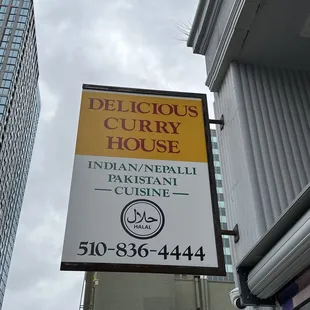 DELICIOUS
CURRY
HOUSE
INDIAN/NEPALLI
PAKISTANI
— CUISINE —
حلال
HALAL
510-836-4444